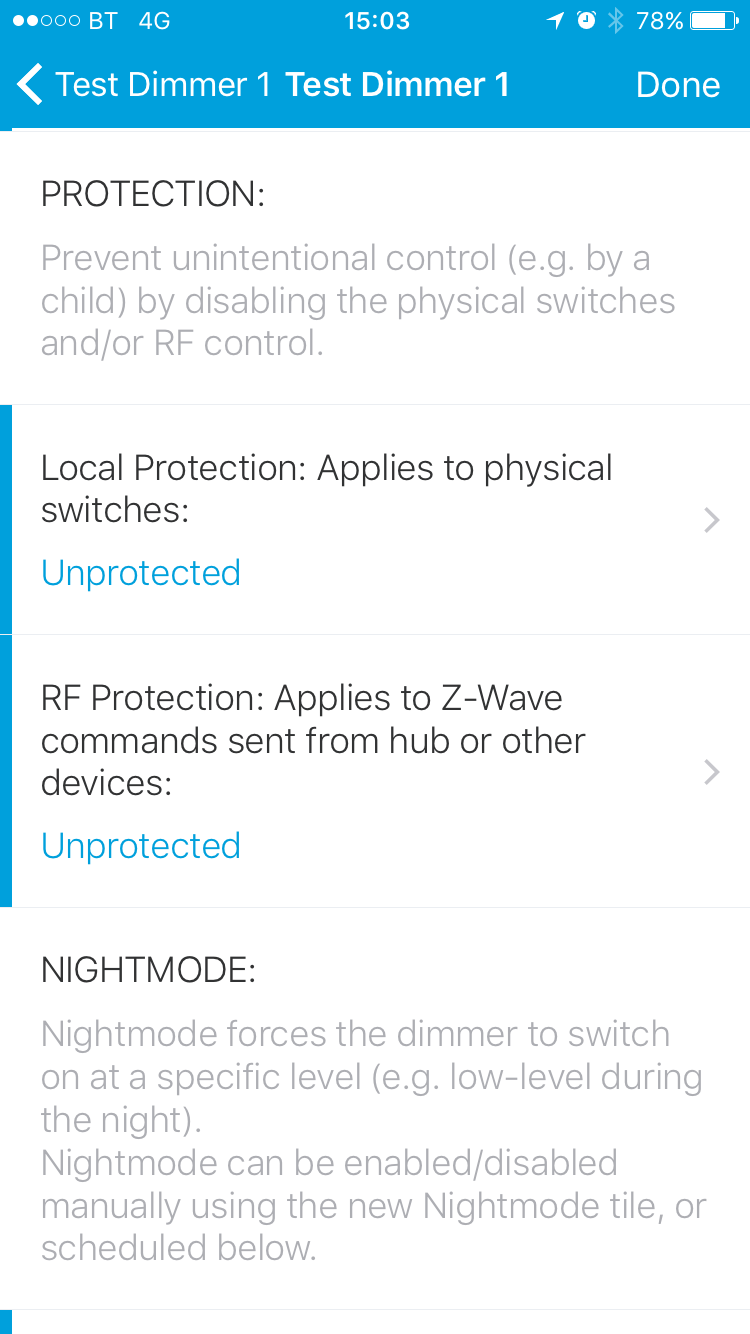 BT 4G 15:03 78%
Test Dimmer 1 Test Dimmer 1 Done
PROTECTION:
Prevent unintentional control (e.g. by a
child) by disabling the physical switches
and/or RF control.
Local Protection: Applies to physical
switches:
Unprotected
RF Protection: Applies to Z-Wave
commands sent from hub or other
devices:
Unprotected
NIGHTMODE:
Nightmode forces the dimmer to switch
on at a specific level (e.g. low-level during
the night).
Nightmode can be enabled/disabled
manually using the new Nightmode tile, or
scheduled below.